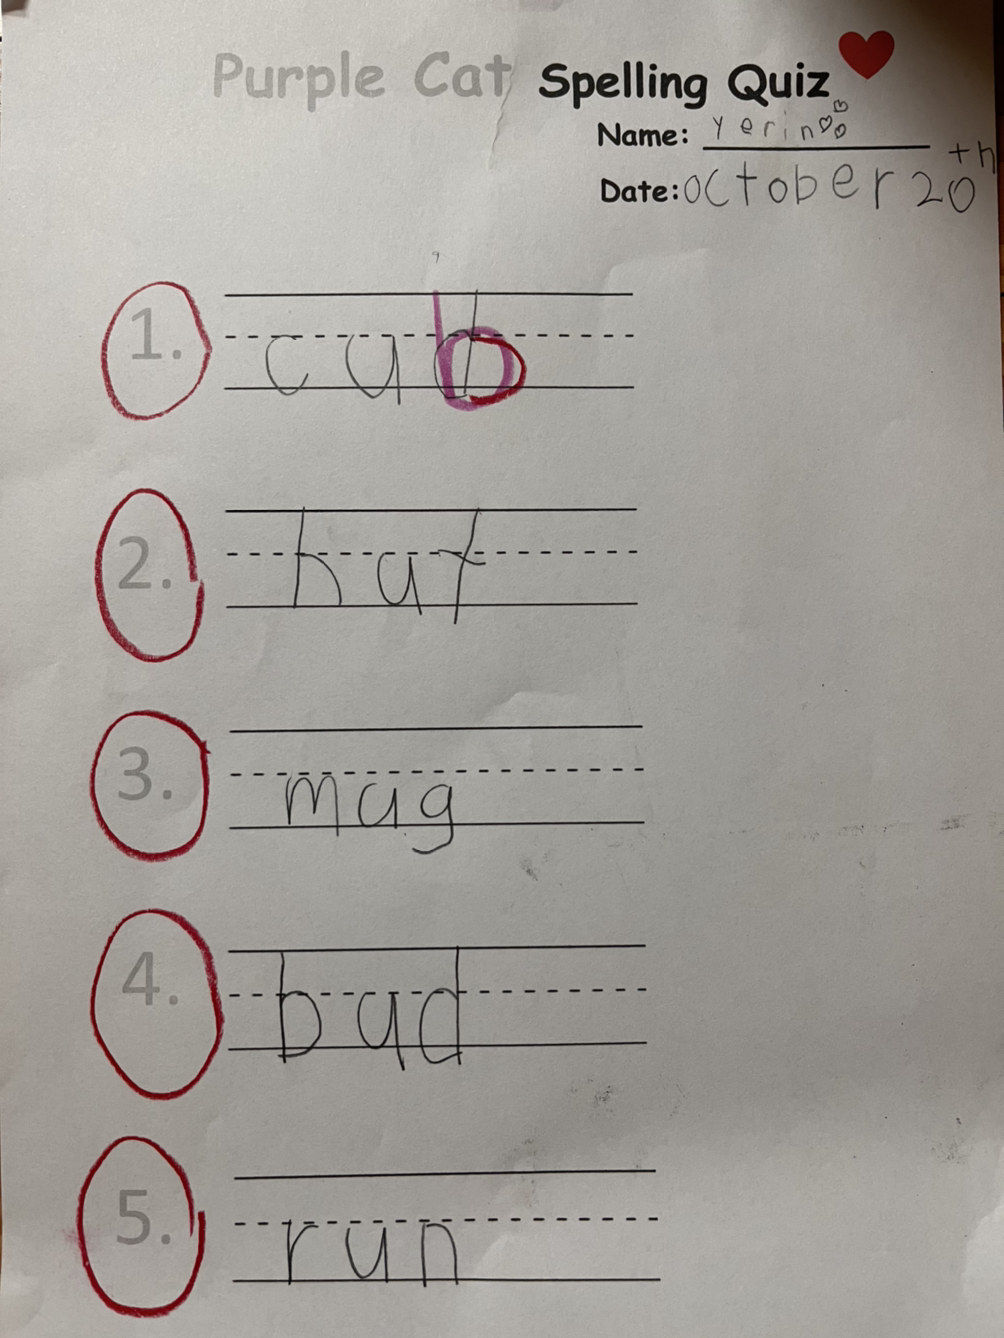 Purple Cat Spelling Quiz
Name: yerin
Date: October 20th
1. cub
2. hut
3. mug
4. bud
5. run